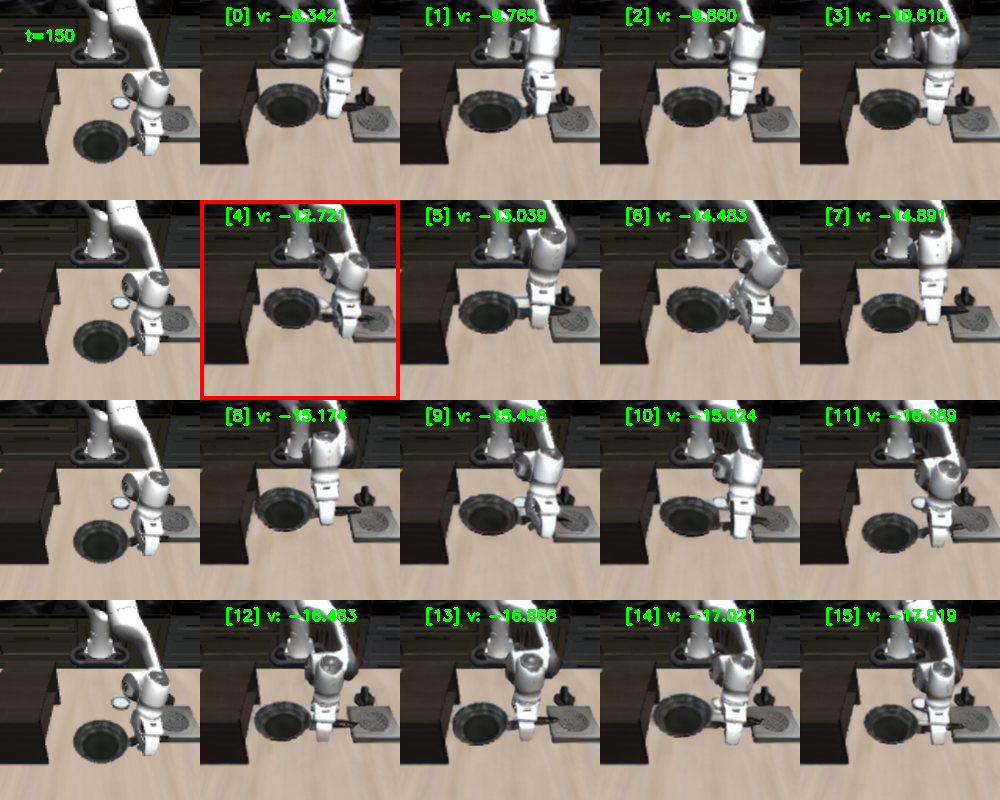 [0] v: -8.342
[1] v: -9.765
[2] v: -9.860
[3] v: -10.610
t=150
[4] v: -12.721
[5] v: -13.039
[6] v: -14.483
[7] v: -14.891
[8] v: -15.174
[9] v: -15.456
[10] v: -15.624
[11] v: -16.389
[12] v: -16.463
[13] v: -16.866
[14] v: -17.021
[15] v: -17.919